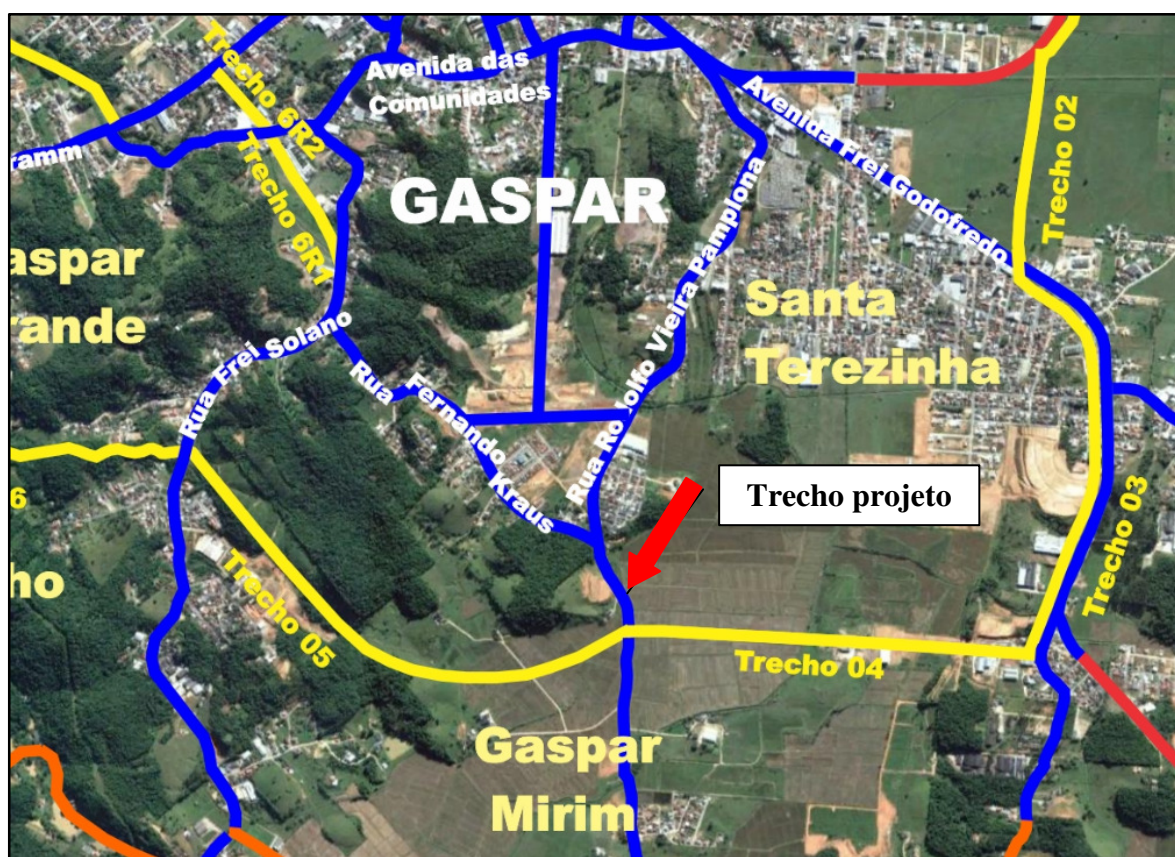 Trecho 6R2
Avenida das
Comunidades
Trecho 02
ramm
Trecho 6R1
GASPAR
Avenida Frei Godofredo
aspar
rande
Santa
Terezinha
Rua Frei Solano
Rua Fernando Kraus
Rua Rodolfo Vieira Pamplona
Trecho projeto
6
ho
Trecho 03
Trecho 05
Trecho 04
Gaspar
Mirim